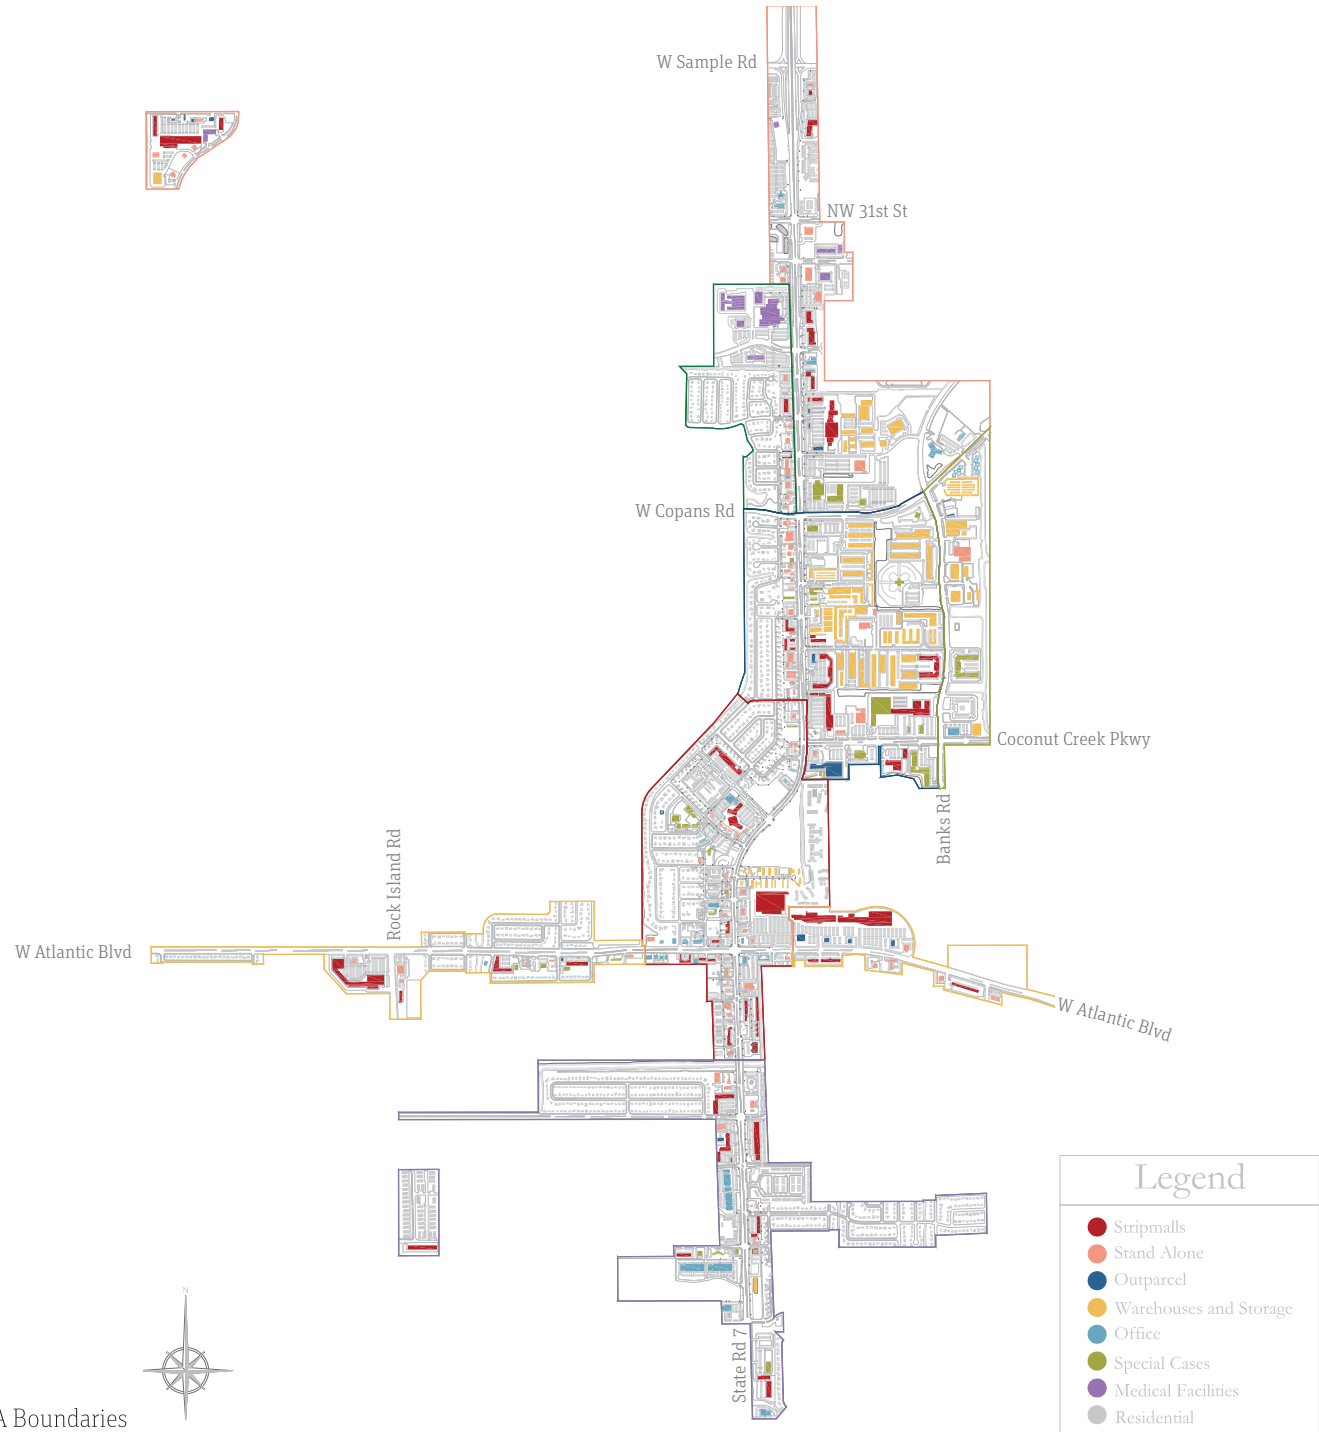 W Sample Rd
NW 31st St
W Copans Rd
Coconut Creek Pkwy
Banks Rd
Rock Island Rd
W Atlantic Blvd
W Atlantic Blvd
State Rd 7
N
A Boundaries
Legend
Stripmalls
Stand Alone
Outparcel
Warehouses and Storage
Office
Special Cases
Medical Facilities
Residential